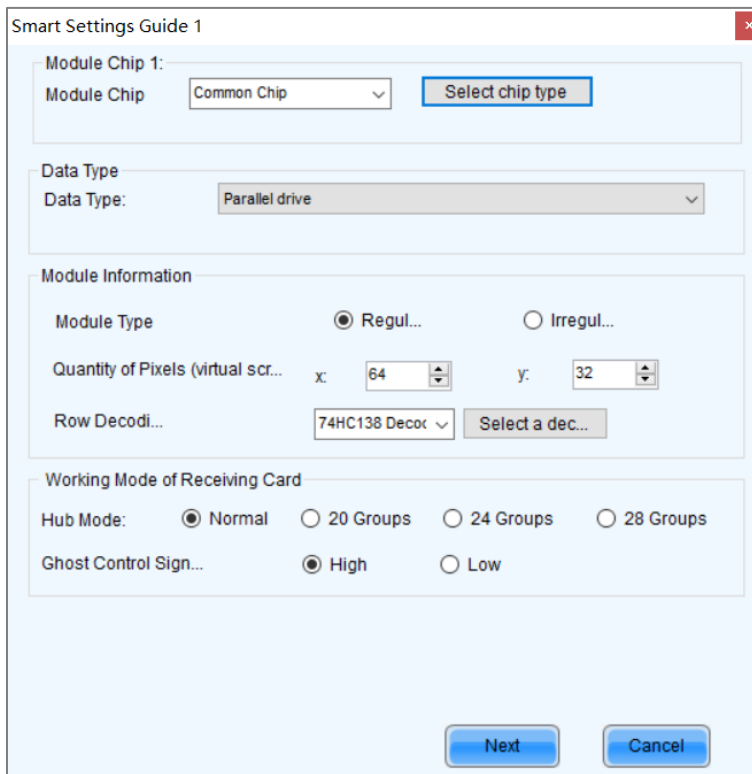 Smart Settings Guide 1
Module Chip 1:
Module Chip Common Chip Select chip type
Data Type
Data Type: Parallel drive
Module Information
Module Type Regul... Irregul...
Quantity of Pixels (virtual scr... x: 64 y: 32
Row Decodi... 74HC138 Decoc Select a dec...
Working Mode of Receiving Card
Hub Mode: Normal 20 Groups 24 Groups 28 Groups
Ghost Control Sign... High Low
Next Cancel